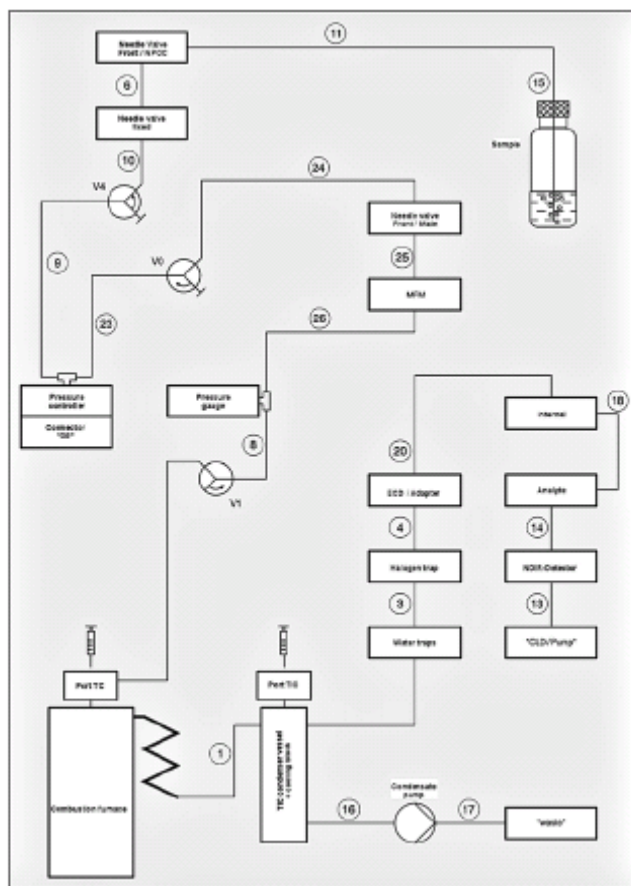 Needle Valve
Front / NPOC
11
6
15
Needle valve
fixed
Sample
10
V4
24
Needle valve
Front / Main
V0
9
25
23
MFM
26
Pressure
controller
Connector
Pressure
gauge
18
Internal
8
20
V1
ECD / adapter
Analyte
4
14
Halogen trap
NDIR-Detector
3
13
Water traps
"CLD/Pump"
Port TC
Port TIC
1
TIC condenser vessel
+ cooling block
Combustion furnace
Condensate
pump
16
17
"waste"